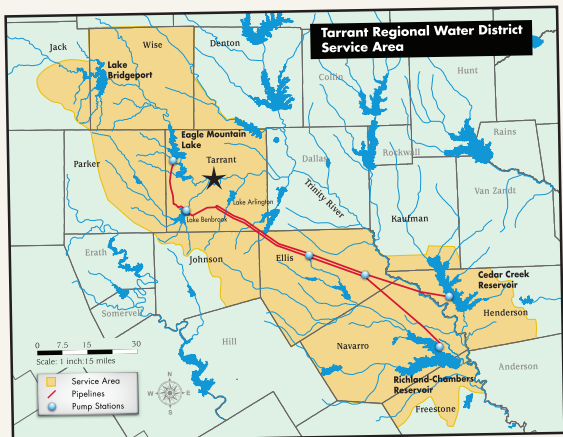 Tarrant Regional Water District
Service Area
Jack
Wise
Denton
Collin
Hunt
Lake
Bridgeport
Rains
Eagle Mountain
Lake
Parker
Tarrant
Dallas
Rockwall
Van Zandt
Trinity River
Lake Arlington
Lake Benbrook
Kaufman
Erath
Johnson
Ellis
Cedar Creek
Reservoir
Henderson
Somervell
Hill
Navarro
Anderson
0 7.5 15 30
Scale: 1 inch:15 miles
Richland-Chambers
Reservoir
Freestone
Service Area
Pipelines
Pump Stations
N
W E
S